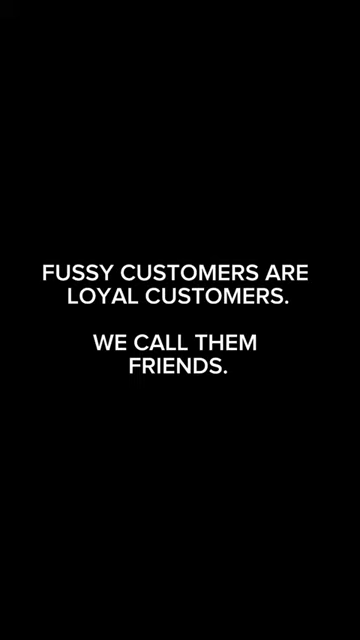 FUSSY CUSTOMERS ARE
LOYAL CUSTOMERS.
WE CALL THEM
FRIENDS.